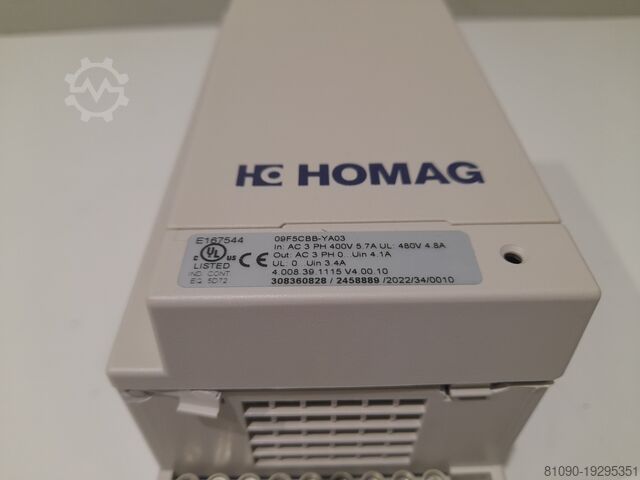 HOMAG
E167544
UL
LISTED
IND. CONT.
EQ. 5D72
09F5CBB-YA03
In: AC 3 PH 400V 5.7A UL: 480V 4.8A
Out: AC 3 PH 0...Uin 4.1A
UL: 0...Uin 3.4A
4.008.39.1115 V4.00.10
308360828 / 2458889 /2022/34/0010
81090-19295351